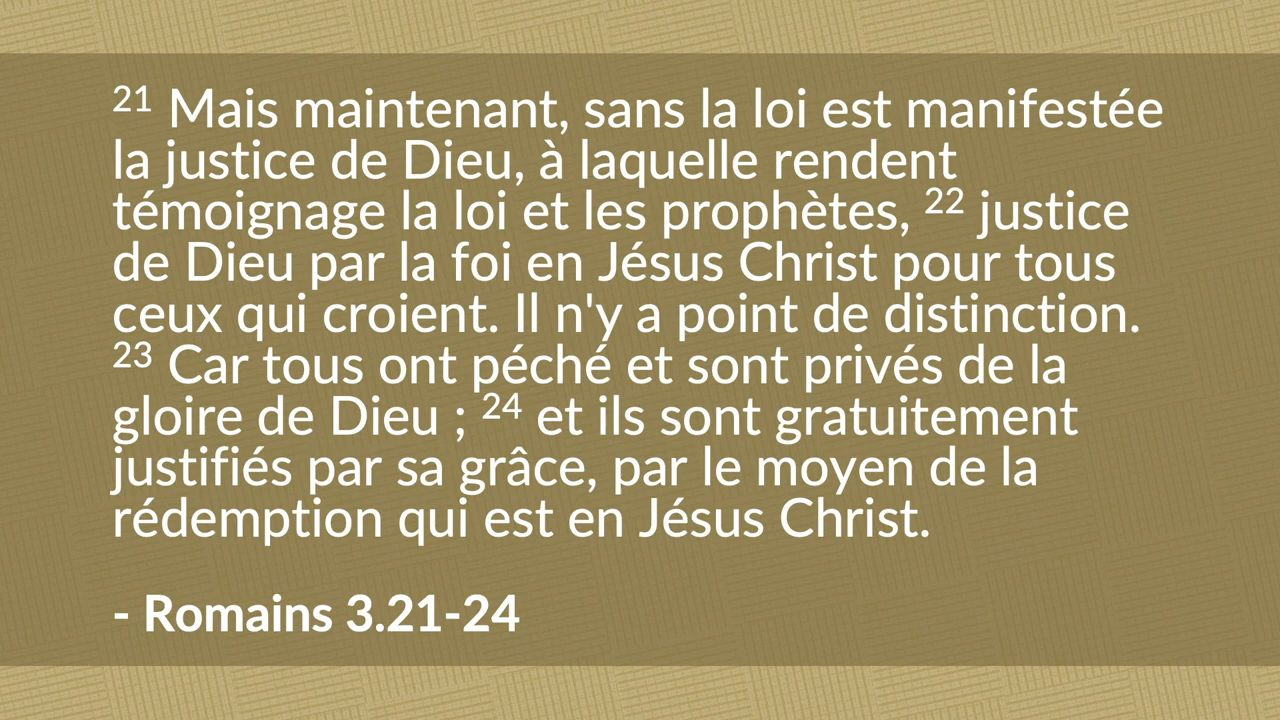 21 Mais maintenant, sans la loi est manifestée
la justice de Dieu, à laquelle rendent
témoignage la loi et les prophètes, 22 justice
de Dieu par la foi en Jésus Christ pour tous
ceux qui croient. Il n'y a point de distinction.
23 Car tous ont péché et sont privés de la
gloire de Dieu ; 24 et ils sont gratuitement
justifiés par sa grâce, par le moyen de la
rédemption qui est en Jésus Christ.
- Romains 3.21-24